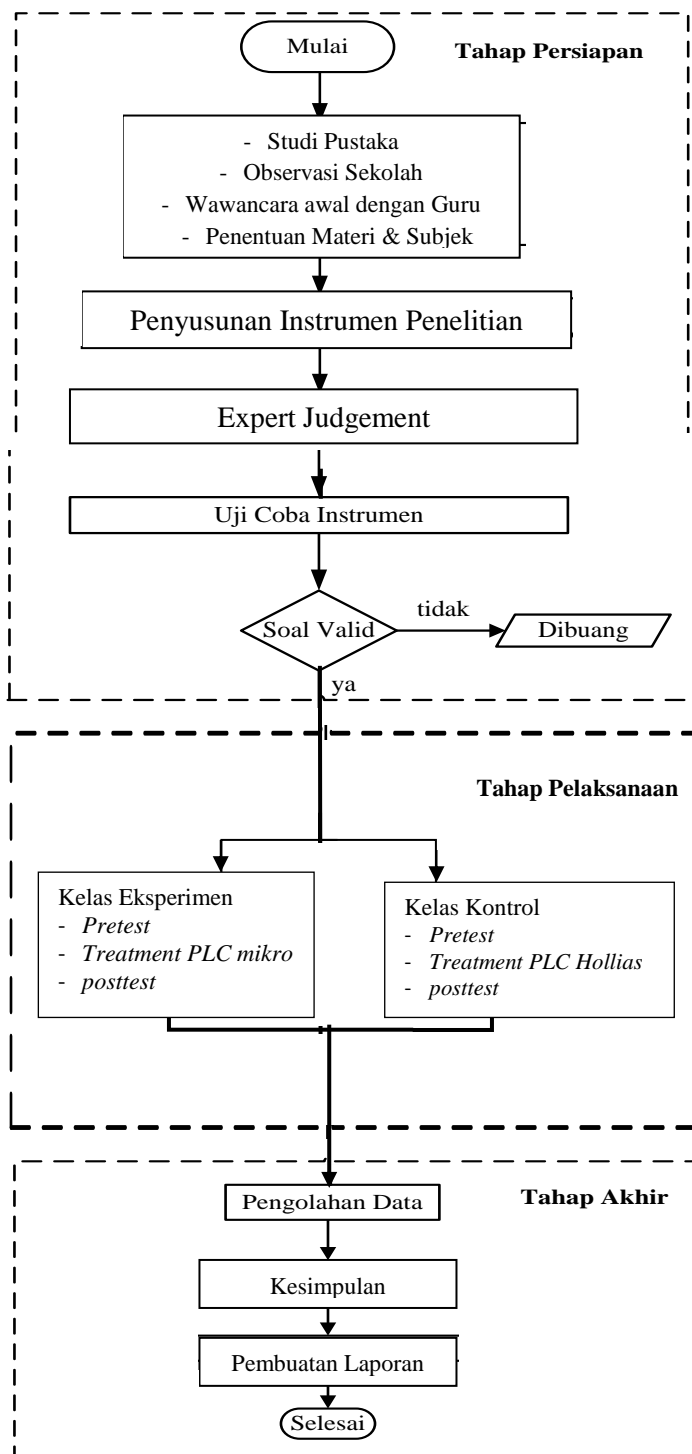 Mulai
Tahap Persiapan
- Studi Pustaka
- Observasi Sekolah
- Wawancara awal dengan Guru
- Penentuan Materi & Subjek
Penyusunan Instrumen Penelitian
Expert Judgement
Uji Coba Instrumen
Soal Valid
tidak
Dibuang
ya
Tahap Pelaksanaan
Kelas Eksperimen
- Pretest
- Treatment PLC mikro
- posttest
Kelas Kontrol
- Pretest
- Treatment PLC Hollias
- posttest
Tahap Akhir
Pengolahan Data
Kesimpulan
Pembuatan Laporan
Selesai